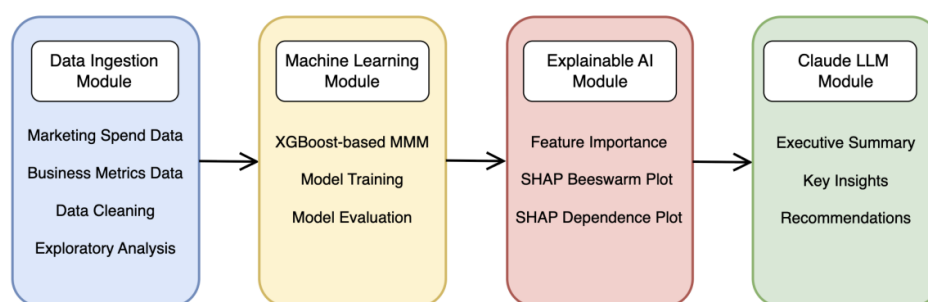 Data Ingestion
Module
Marketing Spend Data
Business Metrics Data
Data Cleaning
Exploratory Analysis
Machine Learning
Module
XGBoost-based MMM
Model Training
Model Evaluation
Explainable AI
Module
Feature Importance
SHAP Beeswarm Plot
SHAP Dependence Plot
Claude LLM
Module
Executive Summary
Key Insights
Recommendations